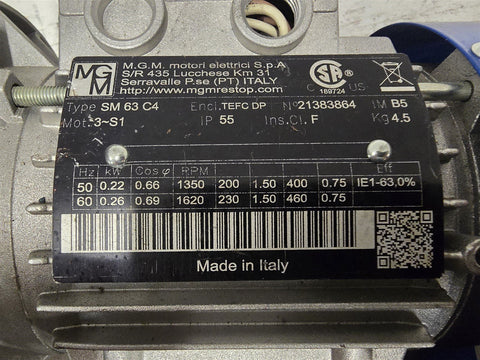 MGM
M.G.M. motori elettrici S.p.A
S/R 435 Lucchese Km 31
Serravalle P.se (PT) ITALY
http://www.mgmrestop.com
C US
189724
Type SM 63 C4 Encl.TEFC DP N°21383864 IM B5
Mot. 3~S1 IP 55 Ins.Cl. F Kg 4.5
Hz kW Cos φ RPM Eff
50 0.22 0.66 1350 200 1.50 400 0.75 IE1-63,0%
60 0.26 0.69 1620 230 1.50 460 0.75
Made in Italy